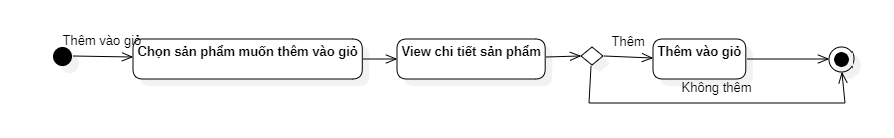 Thêm vào giỏ
Chọn sản phẩm muốn thêm vào giỏ
View chi tiết sản phẩm
Thêm
Thêm vào giỏ
Không thêm